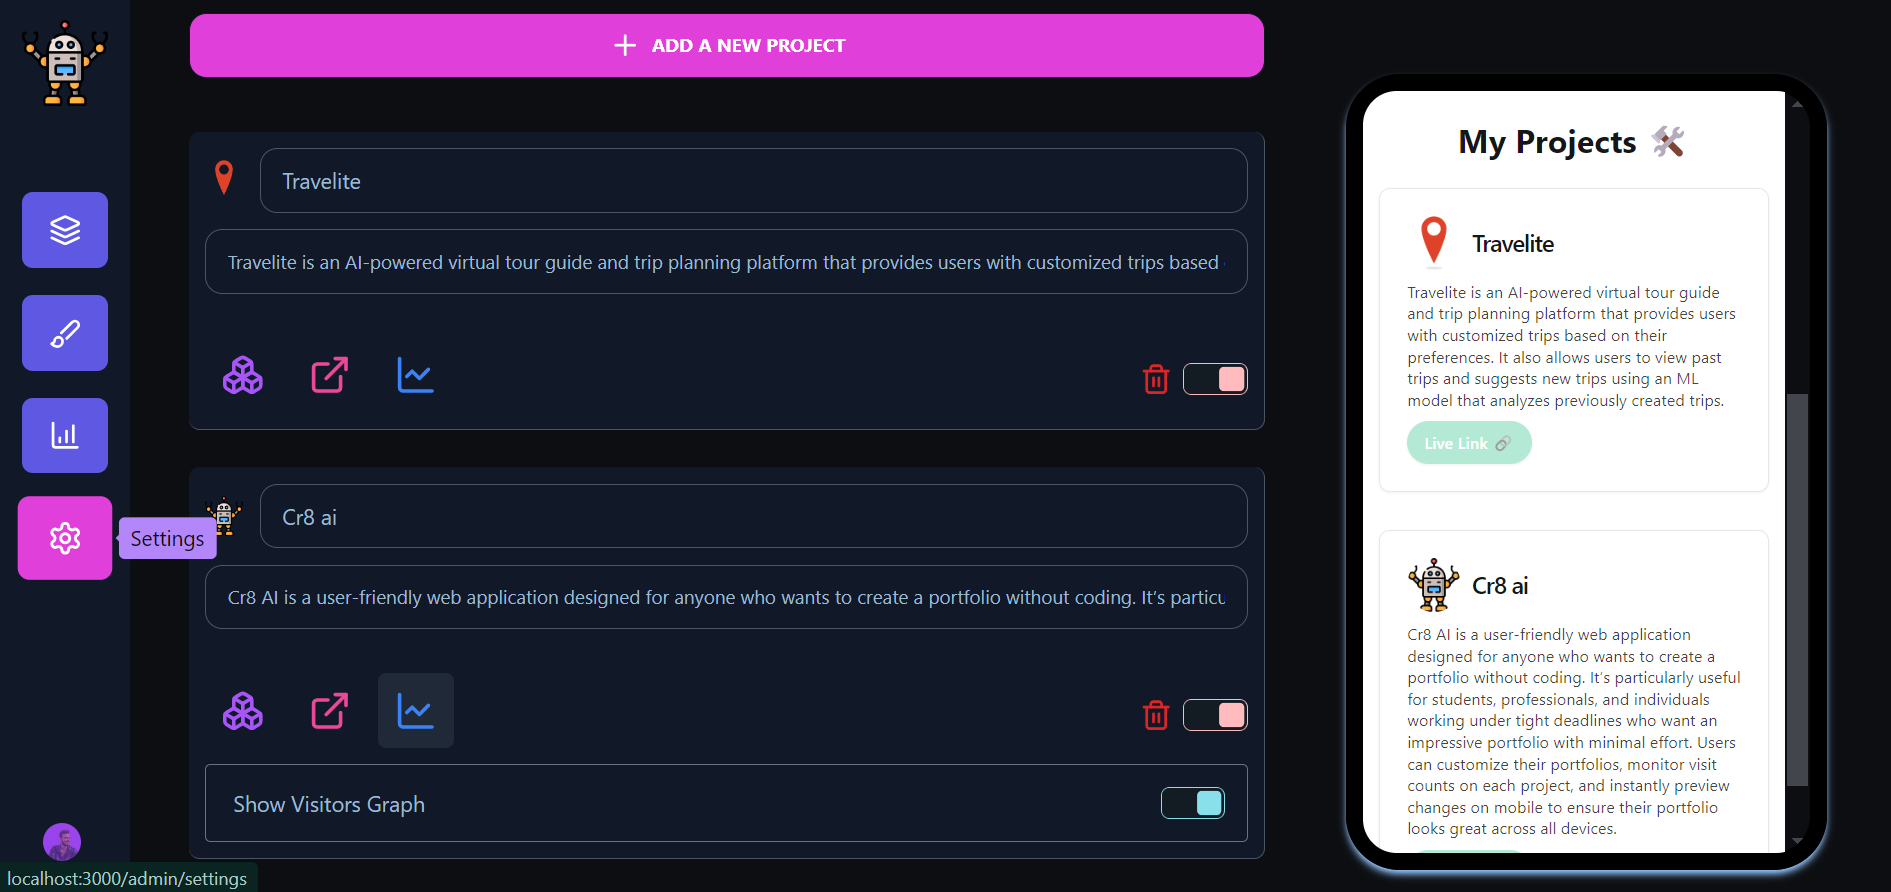 ADD A NEW PROJECT
Travelite
Travelite is an AI-powered virtual tour guide and trip planning platform that provides users with customized trips based
Cr8 ai
Settings
Cr8 AI is a user-friendly web application designed for anyone who wants to create a portfolio without coding. It's particu
Show Visitors Graph
localhost:3000/admin/settings
My Projects
Travelite
Travelite is an AI-powered virtual tour guide
and trip planning platform that provides users
with customized trips based on their
preferences. It also allows users to view past
trips and suggests new trips using an ML
model that analyzes previously created trips.
Live Link
Cr8 ai
Cr8 AI is a user-friendly web application
designed for anyone who wants to create a
portfolio without coding. It's particularly useful
for students, professionals, and individuals
working under tight deadlines who want an
impressive portfolio with minimal effort. Users
can customize their portfolios, monitor visit
counts on each project, and instantly preview
changes on mobile to ensure their portfolio
looks great across all devices.